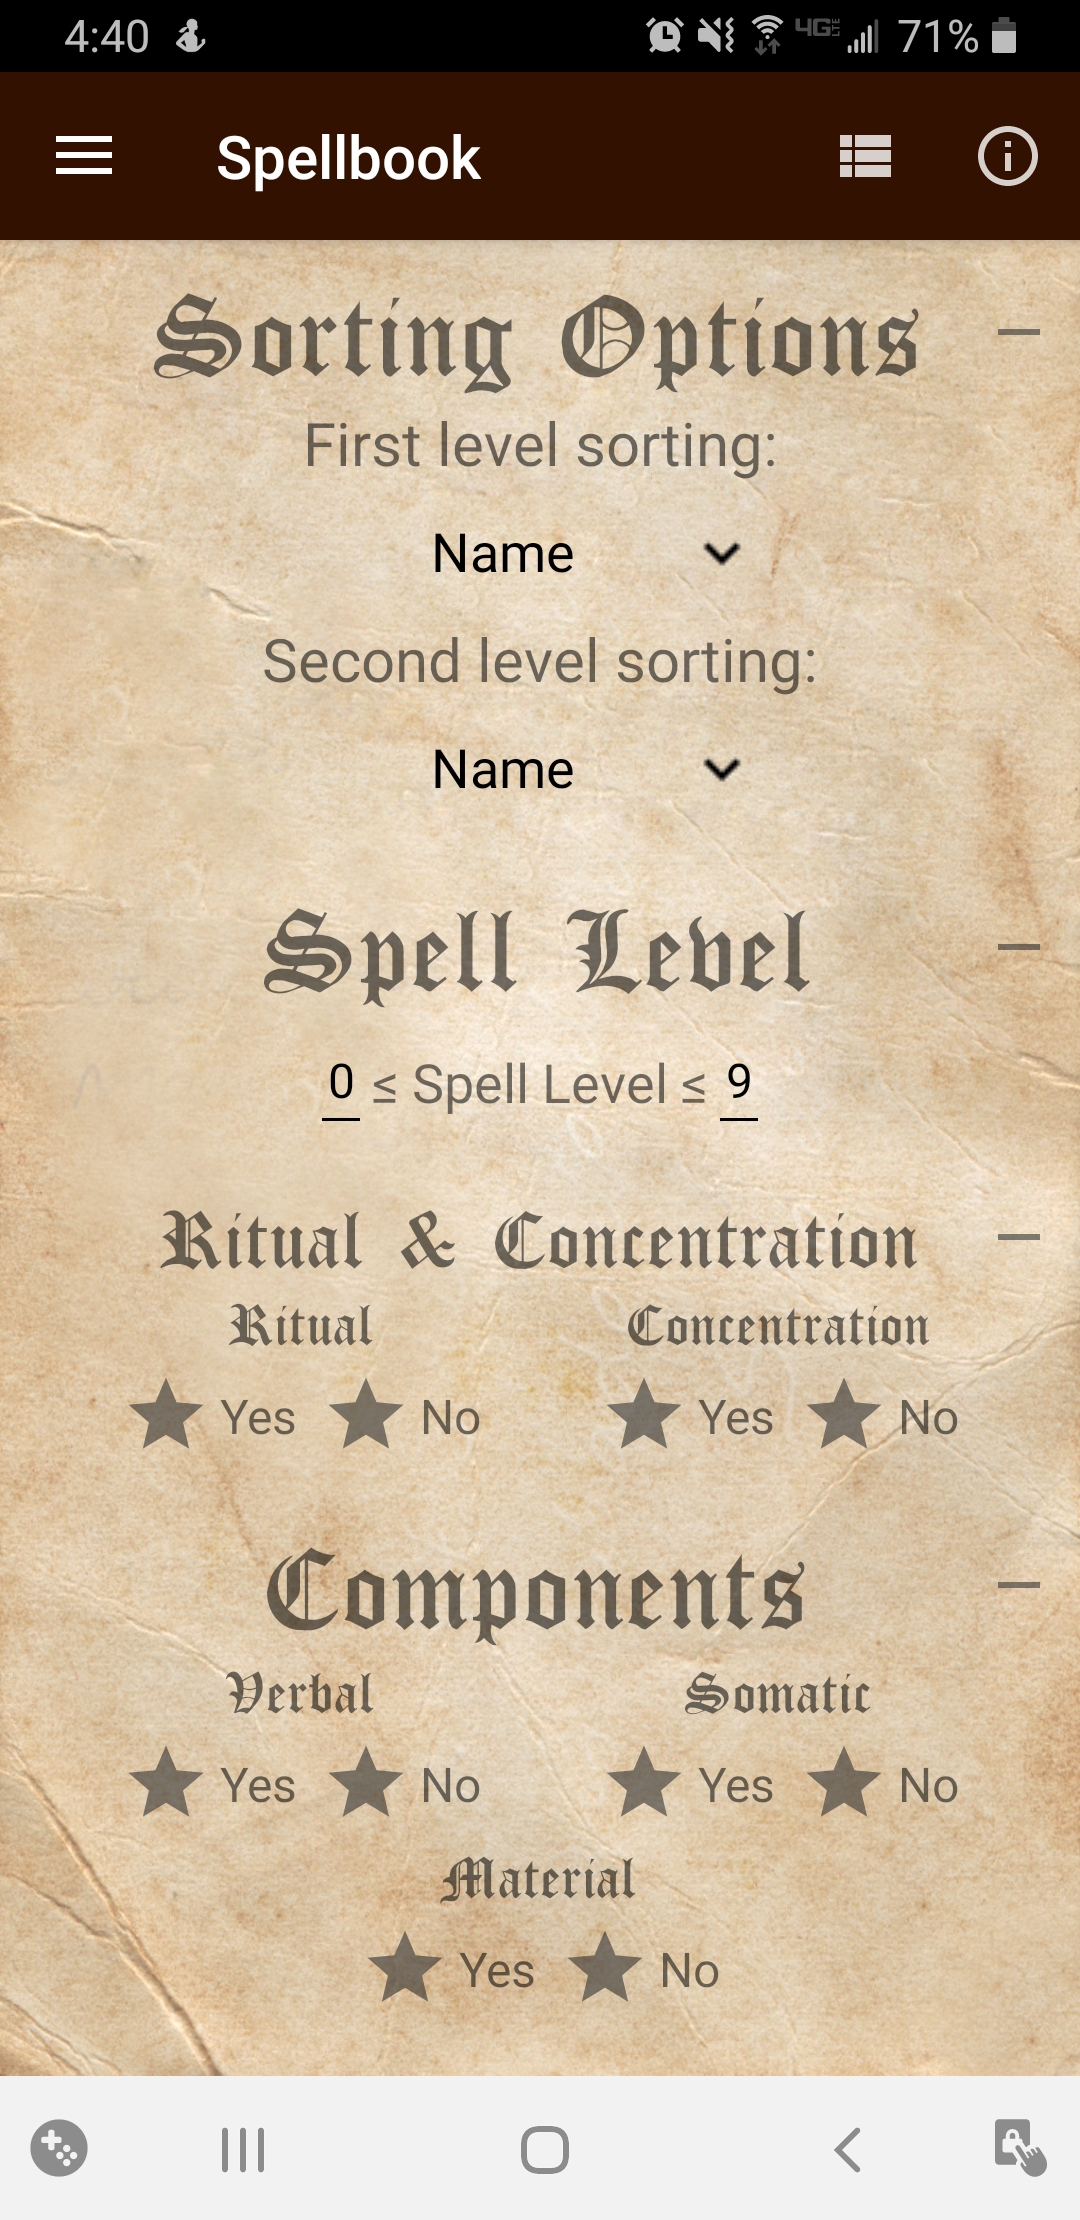 4:40 4G LTE 71%
Spellbook
Sorting Options
First level sorting:
Name
Second level sorting:
Name
Spell Level
0 ≤ Spell Level ≤ 9
Ritual & Concentration
Ritual Concentration
Yes No Yes No
Components
Verbal Somatic
Yes No Yes No
Material
Yes No